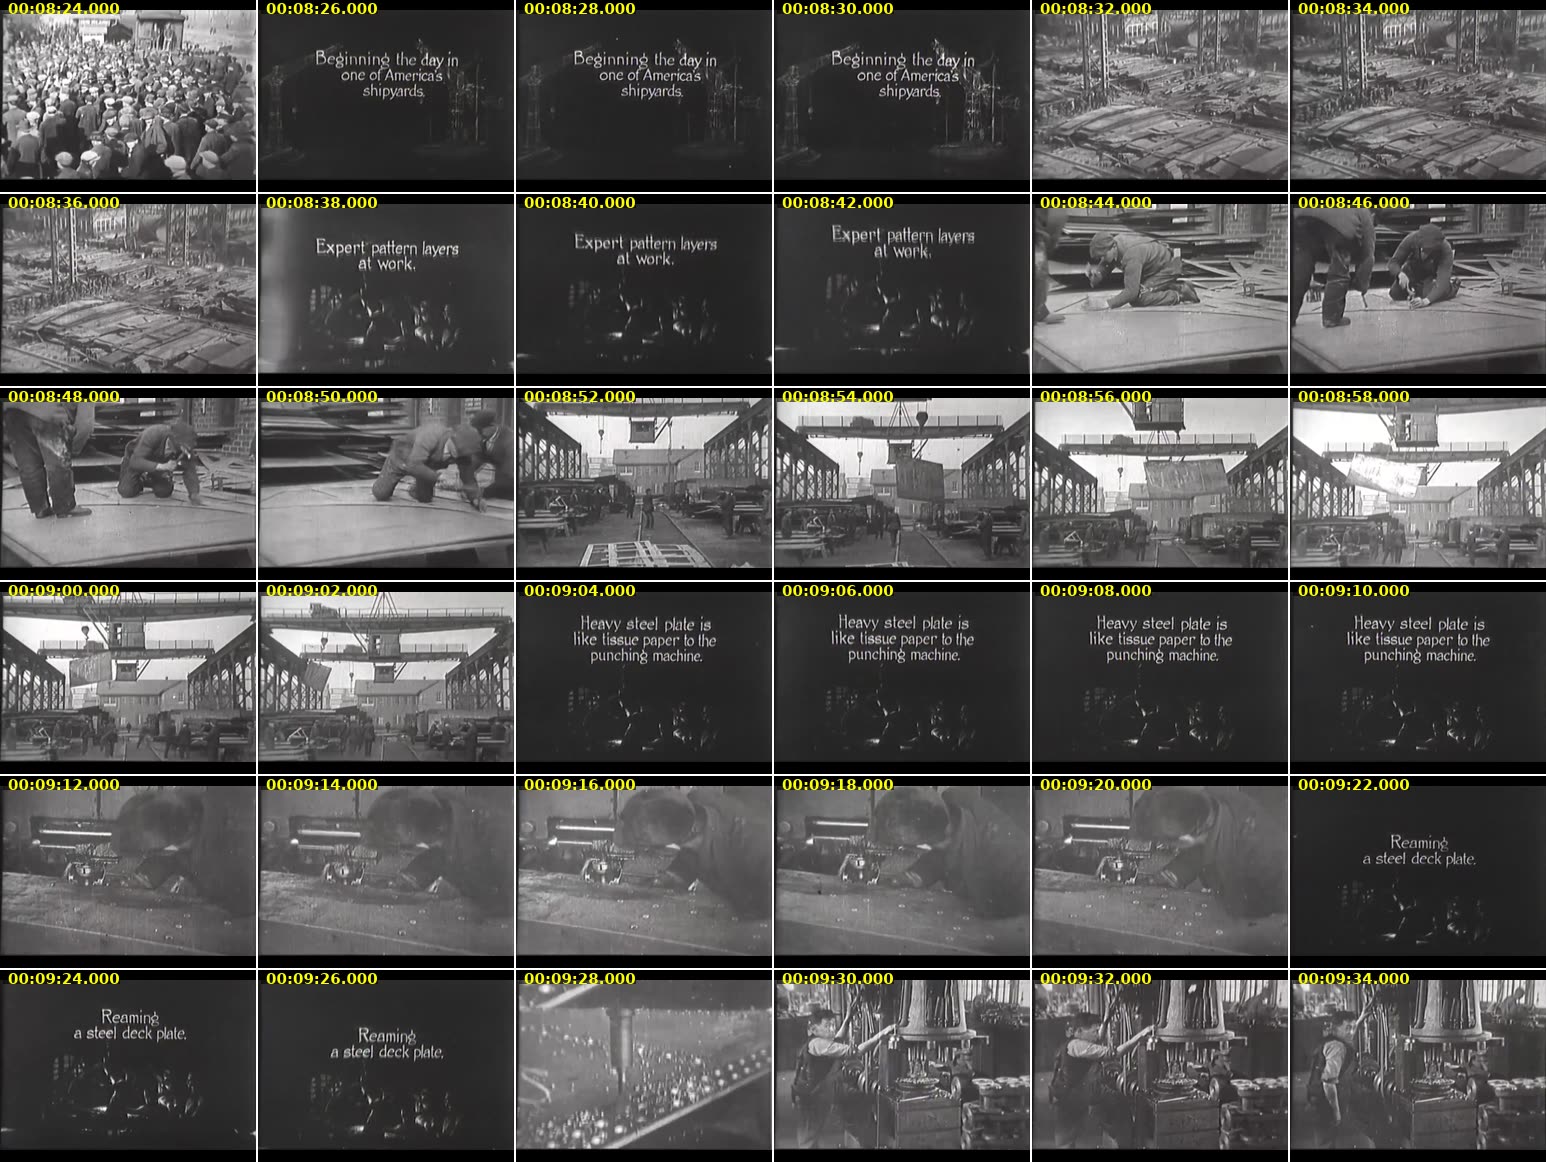 00:08:24.000
00:08:26.000
Beginning the day in
one of America's
shipyards.
00:08:28.000
Beginning the day in
one of America's
shipyards.
00:08:30.000
Beginning the day in
one of America's
shipyards.
00:08:32.000
00:08:34.000
00:08:36.000
00:08:38.000
Expert pattern layers
at work.
00:08:40.000
Expert pattern layers
at work.
00:08:42.000
Expert pattern layers
at work.
00:08:44.000
00:08:46.000
00:08:48.000
00:08:50.000
00:08:52.000
00:08:54.000
00:08:56.000
00:08:58.000
00:09:00.000
00:09:02.000
00:09:04.000
Heavy steel plate is
like tissue paper to the
punching machine.
00:09:06.000
Heavy steel plate is
like tissue paper to the
punching machine.
00:09:08.000
Heavy steel plate is
like tissue paper to the
punching machine.
00:09:10.000
Heavy steel plate is
like tissue paper to the
punching machine.
00:09:12.000
00:09:14.000
00:09:16.000
00:09:18.000
00:09:20.000
00:09:22.000
Reaming
a steel deck plate.
00:09:24.000
Reaming
a steel deck plate.
00:09:26.000
Reaming
a steel deck plate.
00:09:28.000
00:09:30.000
00:09:32.000
00:09:34.000